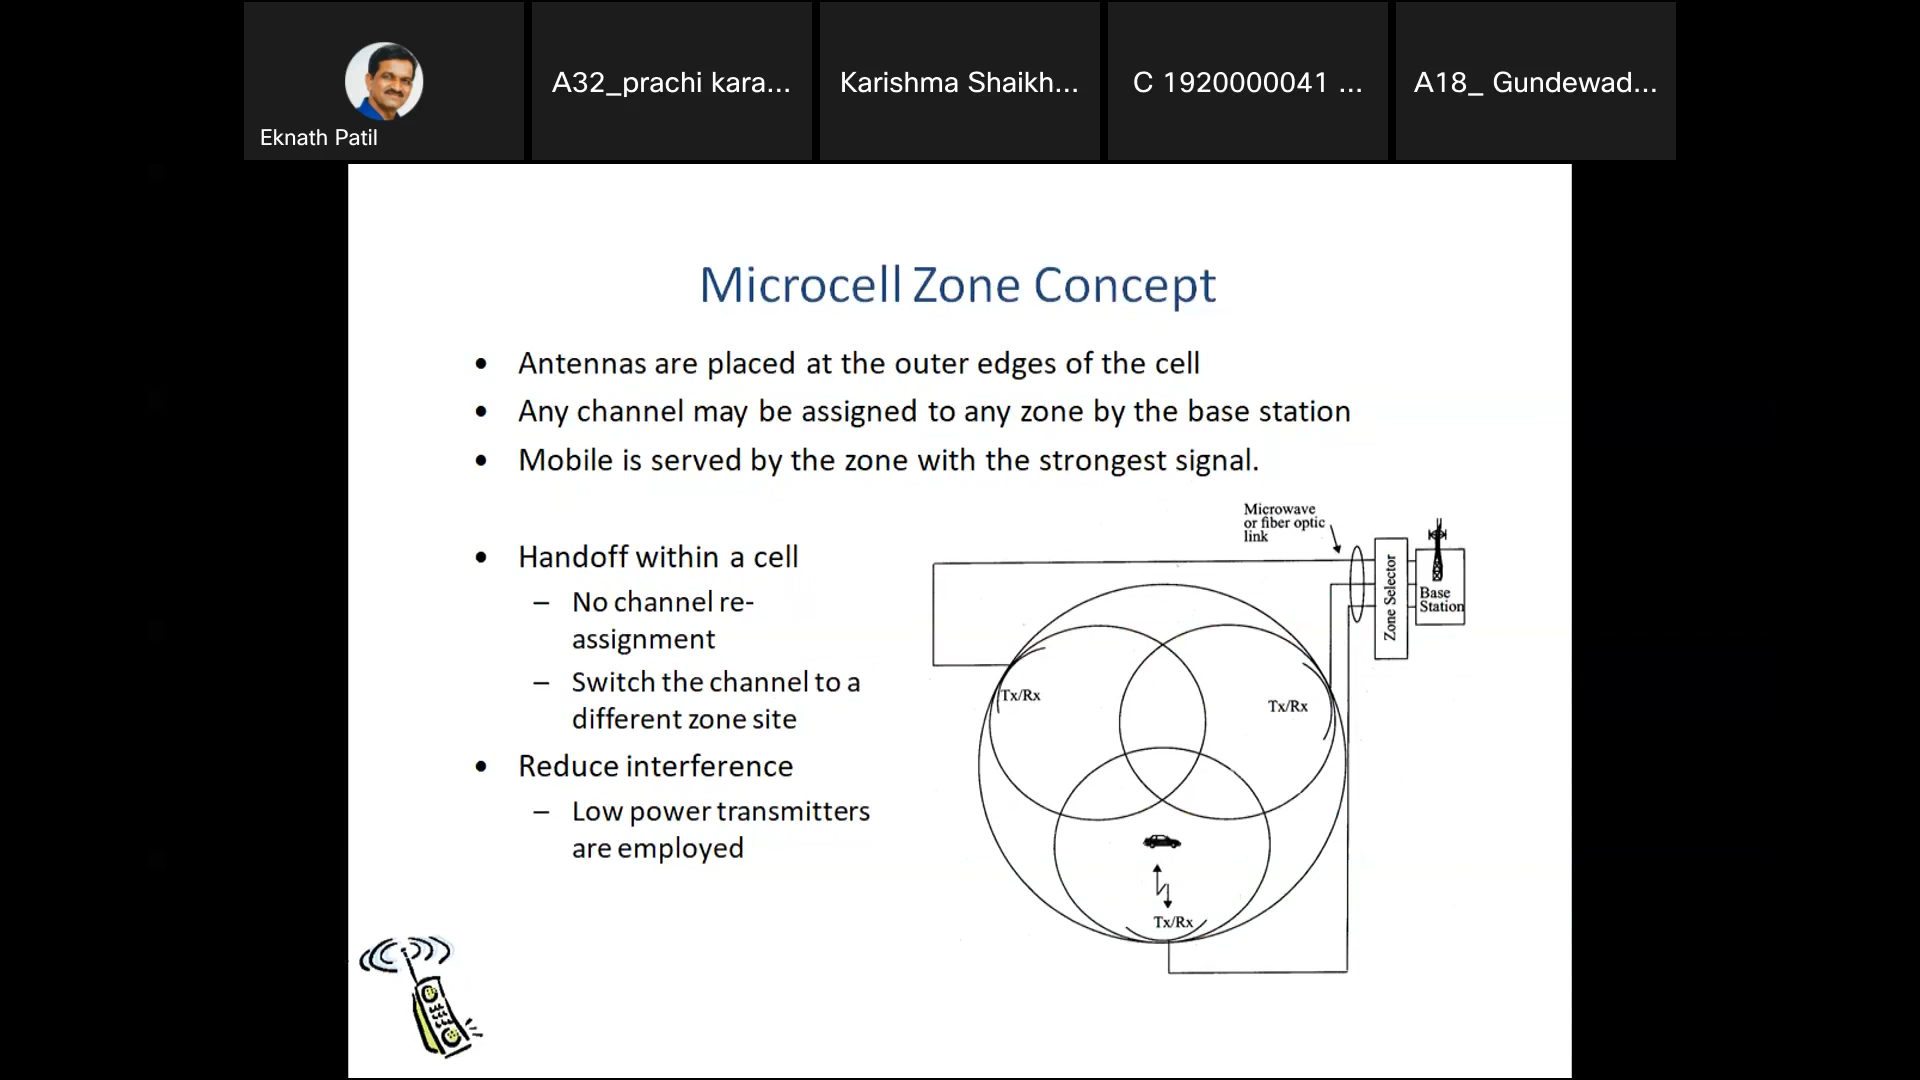 A32_prachi kara...
Karishma Shaikh...
C 1920000041 ...
A18_ Gundewad...
Eknath Patil
Microcell Zone Concept
• Antennas are placed at the outer edges of the cell
• Any channel may be assigned to any zone by the base station
• Mobile is served by the zone with the strongest signal.
• Handoff within a cell
– No channel re-
assignment
– Switch the channel to a
different zone site
• Reduce interference
– Low power transmitters
are employed
Microwave
or fiber optic
link
Zone Selector
Base
Station
Tx/Rx
Tx/Rx
Tx/Rx